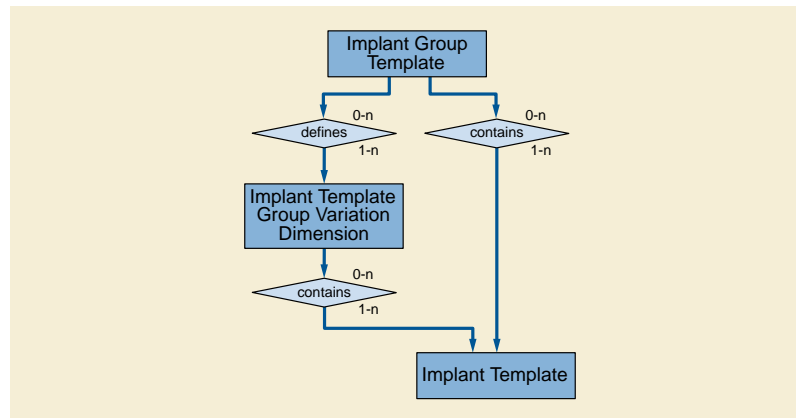 Implant Group
Template
0-n
0-n
defines
contains
1-n
1-n
Implant Template
Group Variation
Dimension
0-n
contains
1-n
Implant Template